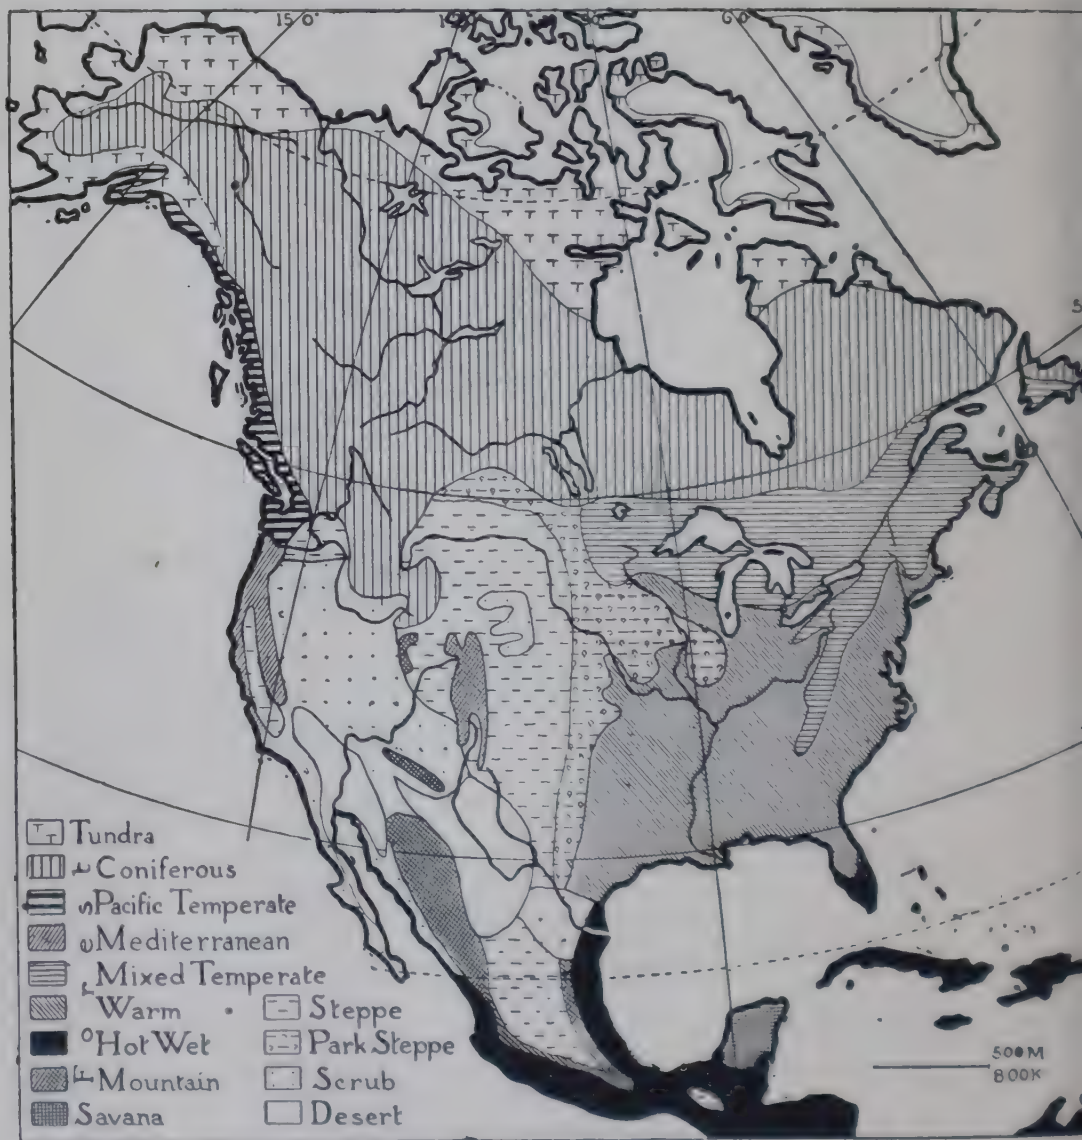 150°
60
Tundra
Coniferous
Pacific Temperate
Mediterranean
Mixed Temperate
Warm
Hot Wet
Mountain
Savana
Forests
Steppe
Park Steppe
Scrub
Desert
500M
800K